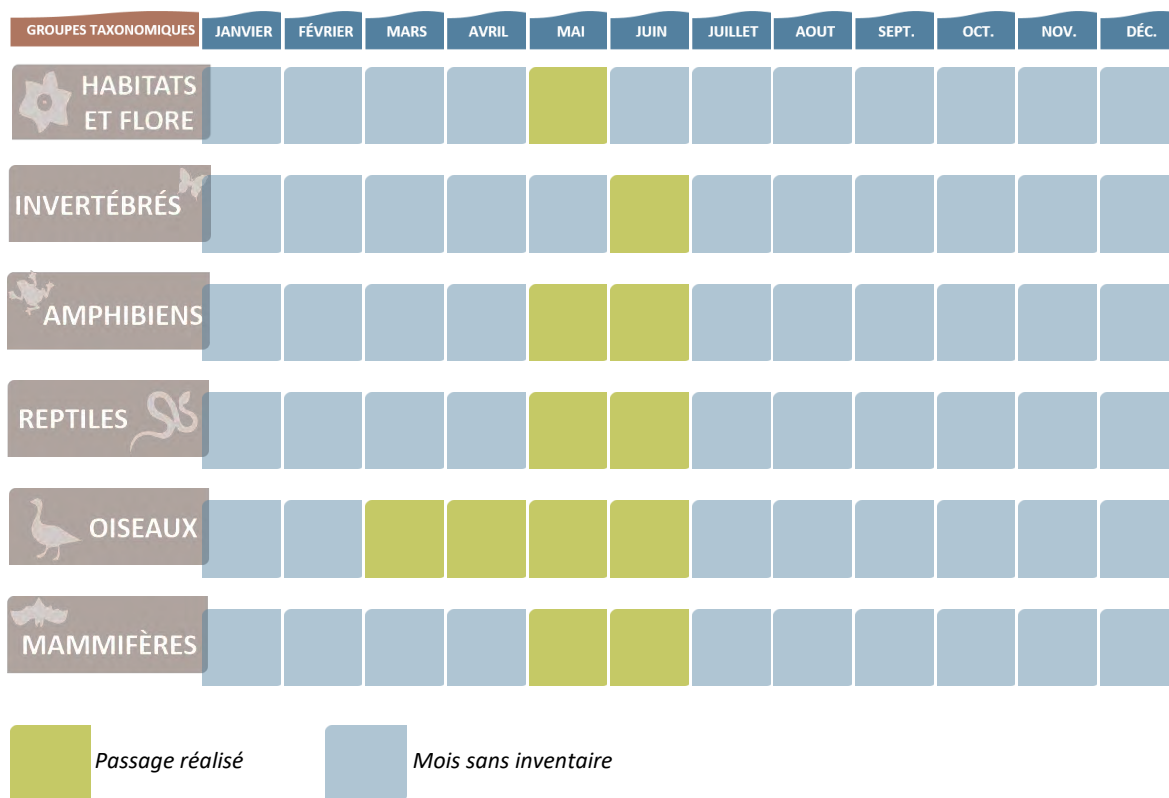 GROUPES TAXONOMIQUES JANVIER FÉVRIER MARS AVRIL MAI JUIN JUILLET AOUT SEPT. OCT. NOV. DÉC.
HABITATS
ET FLORE
INVERTÉBRÉS
AMPHIBIENS
REPTILES
OISEAUX
MAMMIFÈRES
Passage réalisé Mois sans inventaire